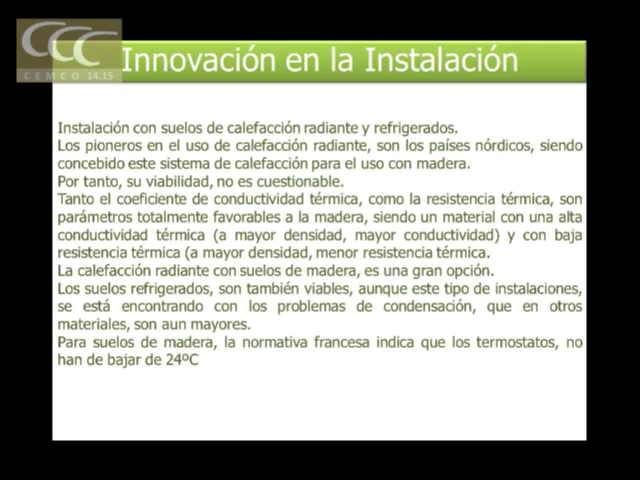 CCC
CEMCO 14.15
Innovación en la Instalación
Instalación con suelos de calefacción radiante y refrigerados.
Los pioneros en el uso de calefacción radiante, son los países nórdicos, siendo
concebido este sistema de calefacción para el uso con madera.
Por tanto, su viabilidad, no es cuestionable.
Tanto el coeficiente de conductividad térmica, como la resistencia térmica, son
parámetros totalmente favorables a la madera, siendo un material con una alta
conductividad térmica (a mayor densidad, mayor conductividad) y con baja
resistencia térmica (a mayor densidad, menor resistencia térmica.
La calefacción radiante con suelos de madera, es una gran opción.
Los suelos refrigerados, son también viables, aunque este tipo de instalaciones,
se está encontrando con los problemas de condensación, que en otros
materiales, son aun mayores.
Para suelos de madera, la normativa francesa indica que los termostatos, no
han de bajar de 24ºC